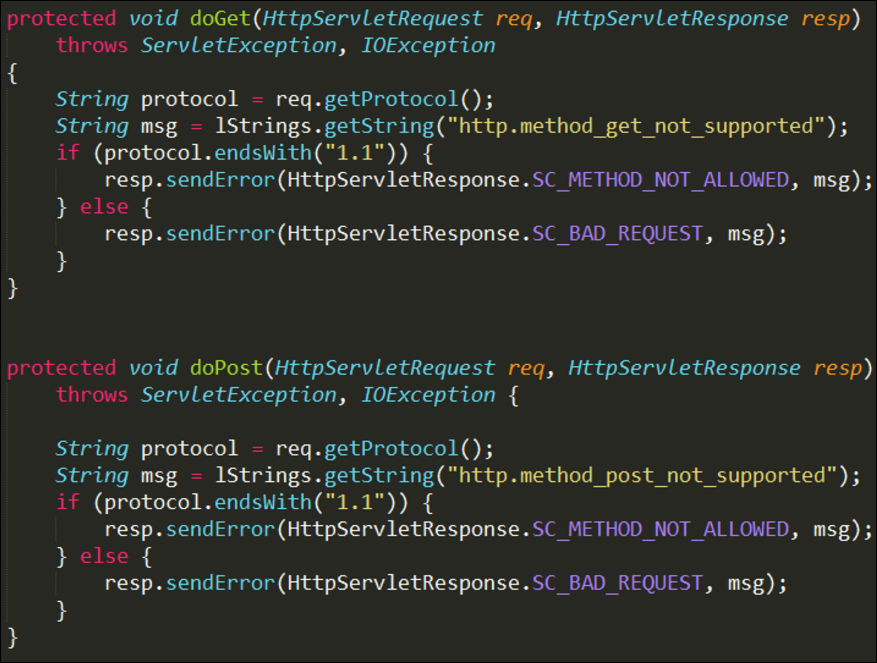 protected void doGet(HttpServletRequest req, HttpServletResponse resp)
    throws ServletException, IOException
{
    String protocol = req.getProtocol();
    String msg = lStrings.getString("http.method_get_not_supported");
    if (protocol.endsWith("1.1")) {
        resp.sendError(HttpServletResponse.SC_METHOD_NOT_ALLOWED, msg);
    } else {
        resp.sendError(HttpServletResponse.SC_BAD_REQUEST, msg);
    }
}
protected void doPost(HttpServletRequest req, HttpServletResponse resp)
    throws ServletException, IOException {
    String protocol = req.getProtocol();
    String msg = lStrings.getString("http.method_post_not_supported");
    if (protocol.endsWith("1.1")) {
        resp.sendError(HttpServletResponse.SC_METHOD_NOT_ALLOWED, msg);
    } else {
        resp.sendError(HttpServletResponse.SC_BAD_REQUEST, msg);
    }
}